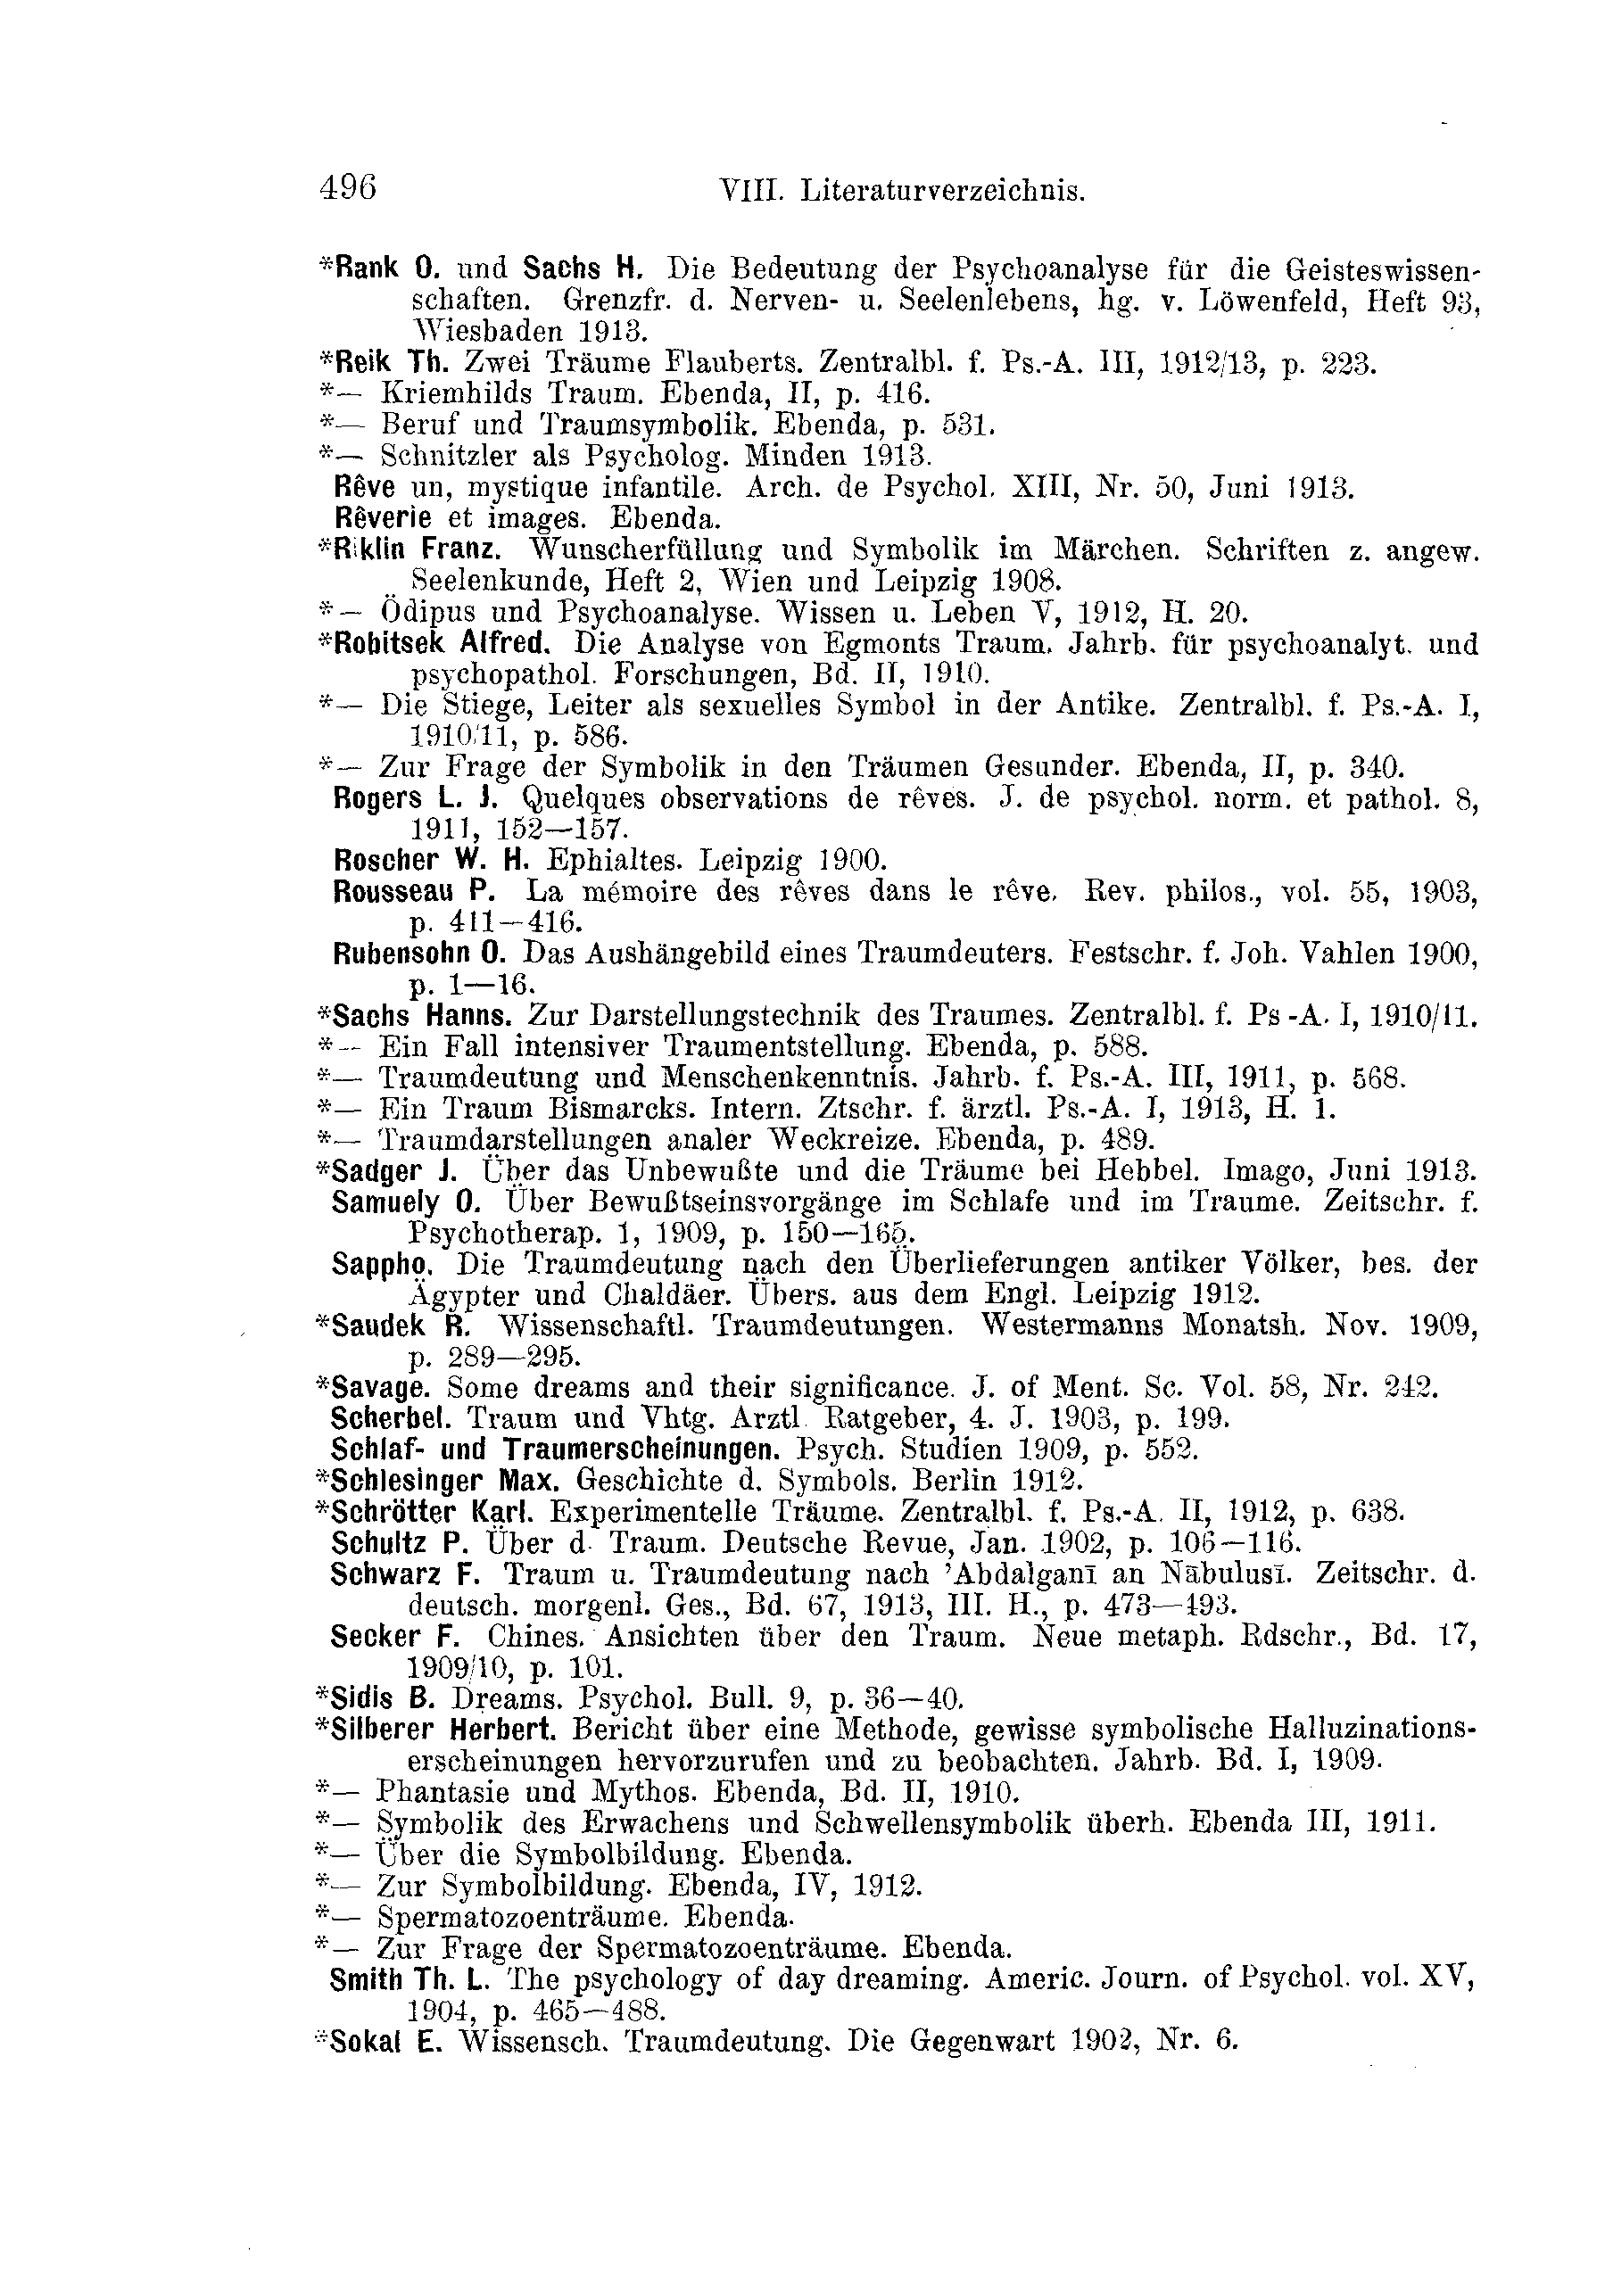 496 VIII. Literaturverzeichnis.
*Rank O. und Sachs H. Die Bedeutung der Psychoanalyse für die Geisteswissen-
schaften. Grenzfr. d. Nerven- u. Seelenlebens, hg. v. Löwenfeld, Heft 93,
Wiesbaden 1913.
*Reik Th. Zwei Träume Flauberts. Zentralbl. f. Ps.-A. III, 1912/13, p. 223.
*— Kriemhilds Traum. Ebenda, II, p. 416.
*— Beruf und Traumsymbolik. Ebenda, p. 531.
*— Schnitzler als Psycholog. Minden 1913.
Rêve un, mystique infantile. Arch. de Psychol. XIII, Nr. 50, Juni 1913.
Rêverie et images. Ebenda.
*Riklin Franz. Wunscherfüllung und Symbolik im Märchen. Schriften z. angew.
Seelenkunde, Heft 2, Wien und Leipzig 1908.
*— Ödipus und Psychoanalyse. Wissen u. Leben V, 1912, H. 20.
*Robitsek Alfred. Die Analyse von Egmonts Traum. Jahrb. für psychoanalyt. und
psychopathol. Forschungen, Bd. II, 1910.
*— Die Stiege, Leiter als sexuelles Symbol in der Antike. Zentralbl. f. Ps.-A. I,
1910/11, p. 586.
*— Zur Frage der Symbolik in den Träumen Gesunder. Ebenda, II, p. 340.
Rogers L. J. Quelques observations de rêves. J. de psychol. norm. et pathol. 8,
1911, 152—157.
Roscher W. H. Ephialtes. Leipzig 1900.
Rousseau P. La mémoire des rêves dans le rêve. Rev. philos., vol. 55, 1903,
p. 411—416.
Rubensohn O. Das Aushängebild eines Traumdeuters. Festschr. f. Joh. Vahlen 1900,
p. 1—16.
*Sachs Hanns. Zur Darstellungstechnik des Traumes. Zentralbl. f. Ps -A. I, 1910/11.
*— Ein Fall intensiver Traumentstellung. Ebenda, p. 588.
*— Traumdeutung und Menschenkenntnis. Jahrb. f. Ps.-A. III, 1911, p. 568.
*— Ein Traum Bismarcks. Intern. Ztschr. f. ärztl. Ps.-A. I, 1913, H. 1.
*— Traumdarstellungen analer Weckreize. Ebenda, p. 489.
*Sadger J. Über das Unbewußte und die Träume bei Hebbel. Imago, Juni 1913.
Samuely O. Über Bewußtseinsvorgänge im Schlafe und im Traume. Zeitschr. f.
Psychotherap. 1, 1909, p. 150—165.
Sappho. Die Traumdeutung nach den Überlieferungen antiker Völker, bes. der
Ägypter und Chaldäer. Übers. aus dem Engl. Leipzig 1912.
*Saudek R. Wissenschaftl. Traumdeutungen. Westermanns Monatsh. Nov. 1909,
p. 289—295.
*Savage. Some dreams and their significance. J. of Ment. Sc. Vol. 58, Nr. 242.
Scherbel. Traum und Vhtg. Arztl. Ratgeber, 4. J. 1903, p. 199.
Schlaf- und Traumerscheinungen. Psych. Studien 1909, p. 552.
*Schlesinger Max. Geschichte d. Symbols. Berlin 1912.
*Schrötter Karl. Experimentelle Träume. Zentralbl. f. Ps.-A. II, 1912, p. 638.
Schultz P. Über d. Traum. Deutsche Revue, Jan. 1902, p. 106—116.
Schwarz F. Traum u. Traumdeutung nach ’Abdalganī an Nābulusī. Zeitschr. d.
deutsch. morgenl. Ges., Bd. 67, 1913, III. H., p. 473—493.
Secker F. Chines. Ansichten über den Traum. Neue metaph. Rdschr., Bd. 17,
1909/10, p. 101.
*Sidis B. Dreams. Psychol. Bull. 9, p. 36—40.
*Silberer Herbert. Bericht über eine Methode, gewisse symbolische Halluzinations-
erscheinungen hervorzurufen und zu beobachten. Jahrb. Bd. I, 1909.
*— Phantasie und Mythos. Ebenda, Bd. II, 1910.
*— Symbolik des Erwachens und Schwellensymbolik überh. Ebenda III, 1911.
*— Über die Symbolbildung. Ebenda.
*— Zur Symbolbildung. Ebenda, IV, 1912.
*— Spermatozoenträume. Ebenda.
*— Zur Frage der Spermatozoenträume. Ebenda.
Smith Th. L. The psychology of day dreaming. Americ. Journ. of Psychol. vol. XV,
1904, p. 465—488.
*Sokal E. Wissensch. Traumdeutung. Die Gegenwart 1902, Nr. 6.